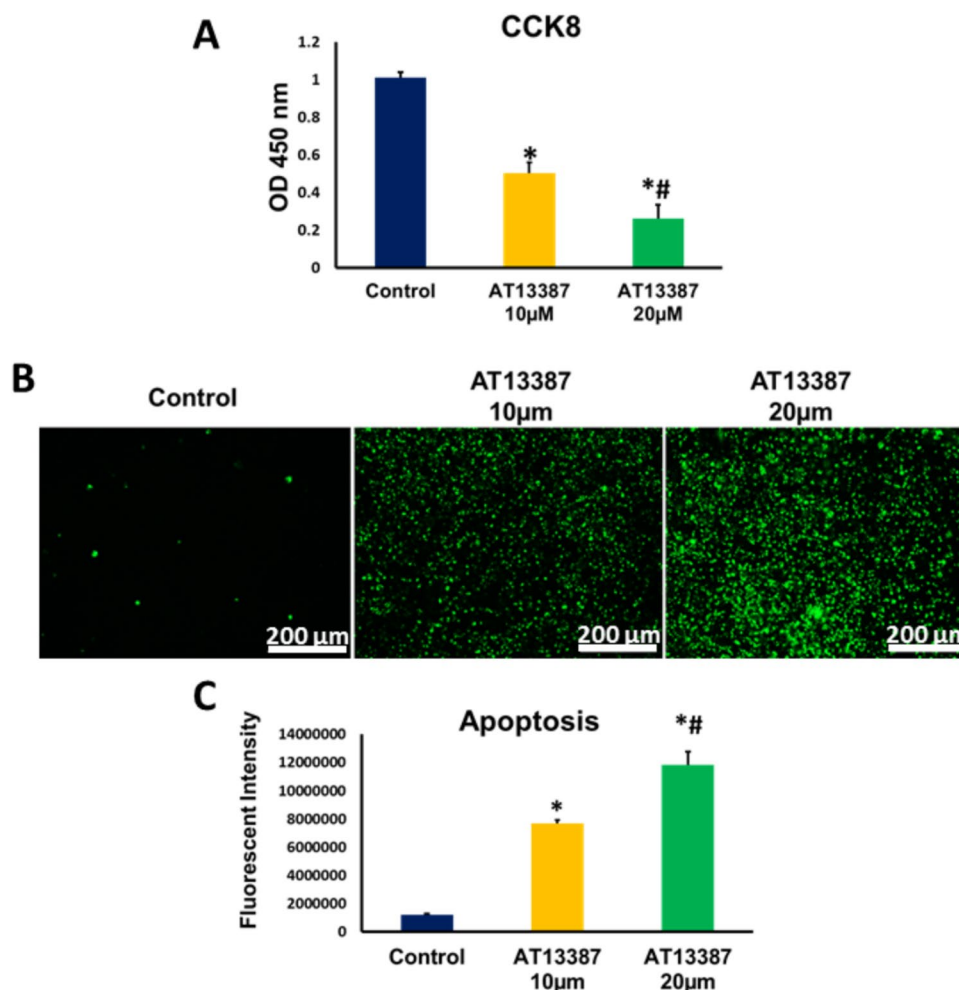 A
CCK8
OD 450 nm
1.2
1
0.8
0.6
0.4
0.2
0
*
*#
Control
AT13387
10µM
AT13387
20µM
B
Control
AT13387
10µm
AT13387
20µm
200 µm
200 µm
200 µm
C
Apoptosis
Fluorescent Intensity
14000000
12000000
10000000
8000000
6000000
4000000
2000000
0
*
*#
Control
AT13387
10µm
AT13387
20µm